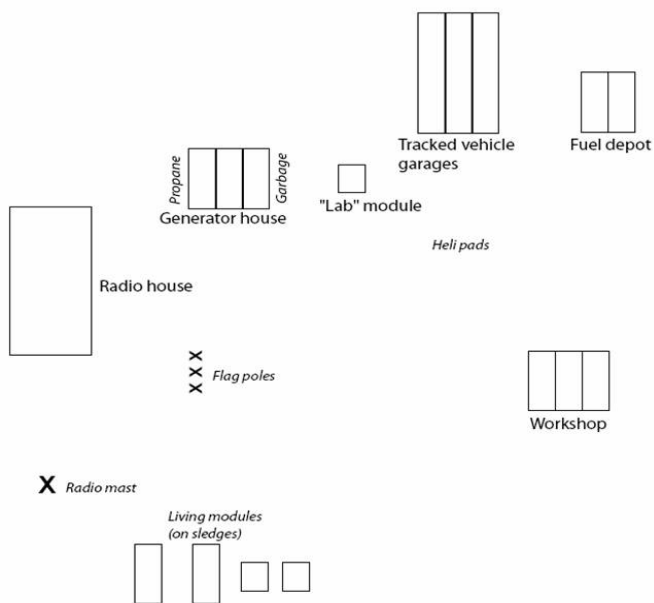 Tracked vehicle
garages
Fuel depot
Propane
Garbage
Generator house
"Lab" module
Heli pads
Radio house
X
X
X
Flag poles
Workshop
X
Radio mast
Living modules
(on sledges)